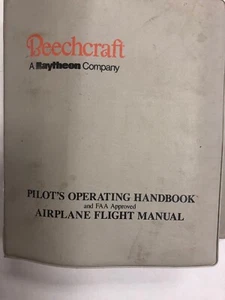 Beechcraft
A Raytheon Company
PILOT'S OPERATING HANDBOOK
and FAA Approved
AIRPLANE FLIGHT MANUAL